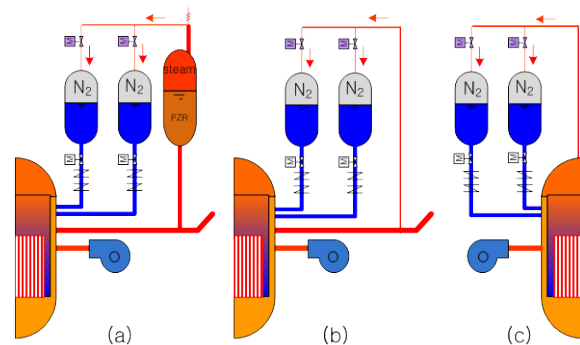 M M M M M M
steam
N₂ N₂ N₂ N₂ N₂ N₂
PZR
M M M M M M
(a) (b) (c)